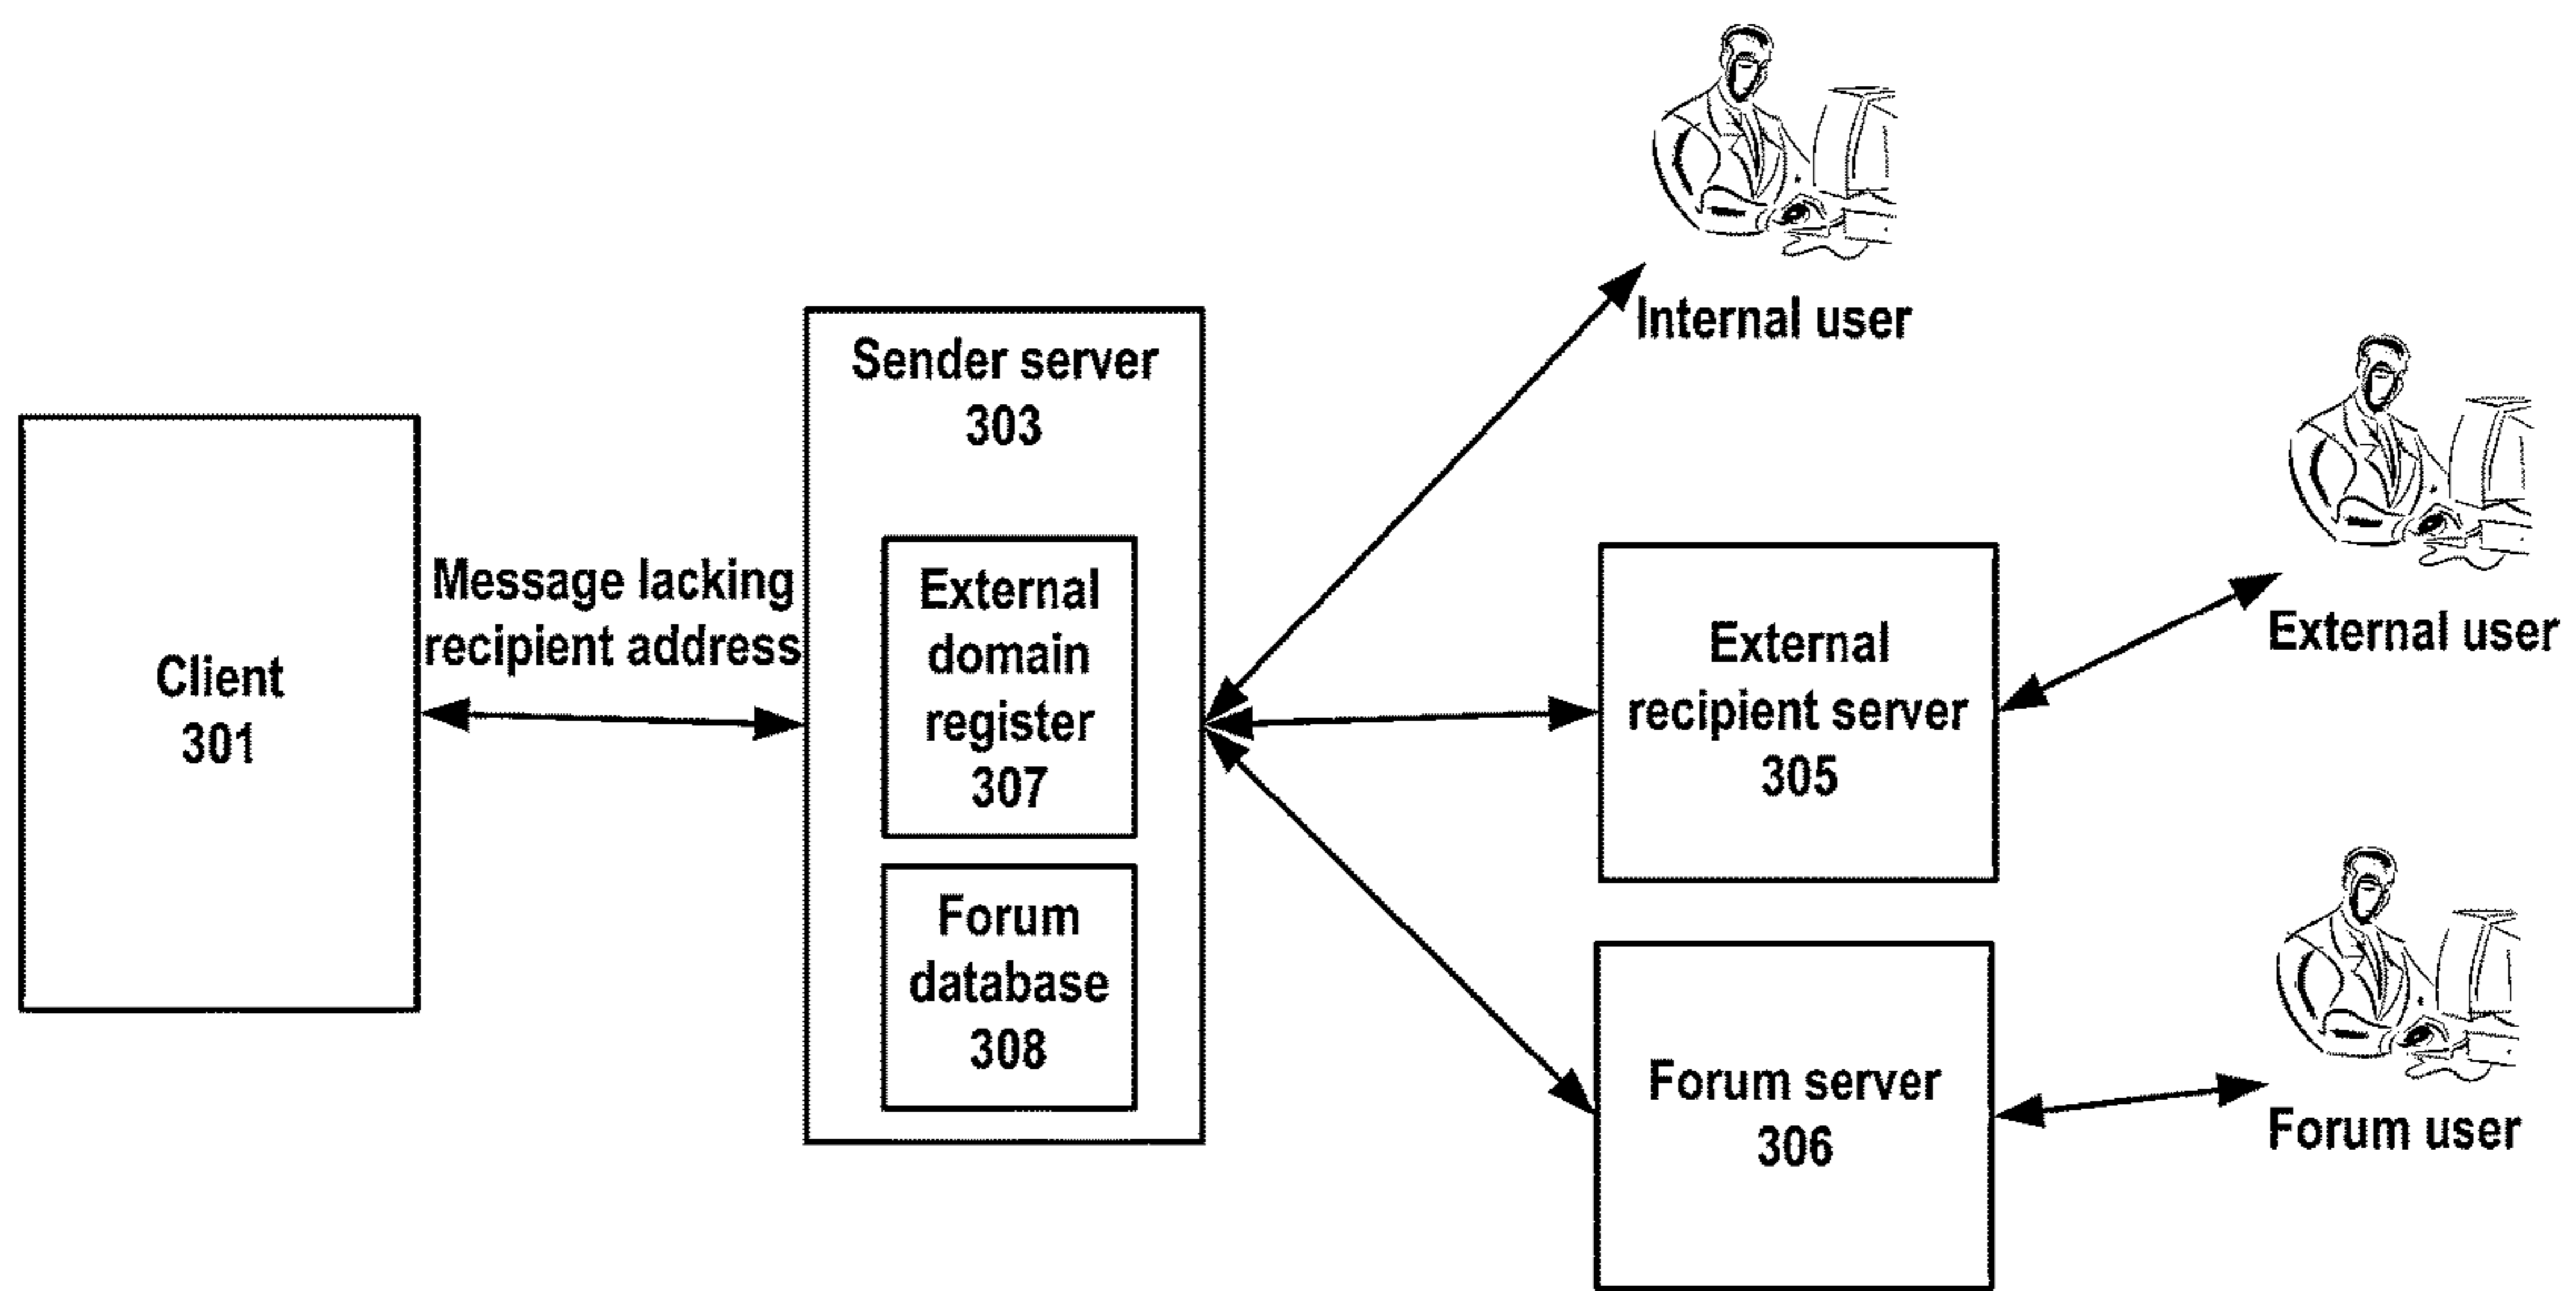 Client
301
Message lacking
recipient address
Sender server
303
External
domain
register
307
Forum
database
308
Internal user
External
recipient server
305
External user
Forum server
306
Forum user